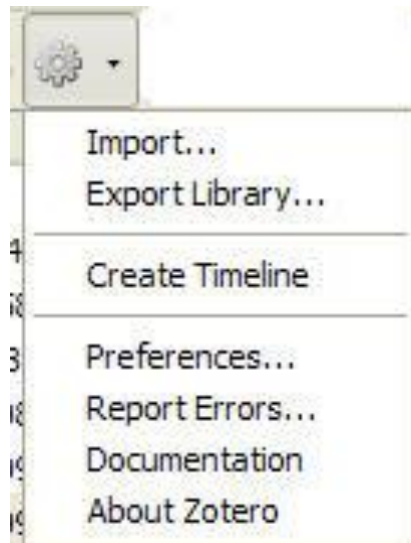 Import...
Export Library...
Create Timeline
Preferences...
Report Errors...
Documentation
About Zotero